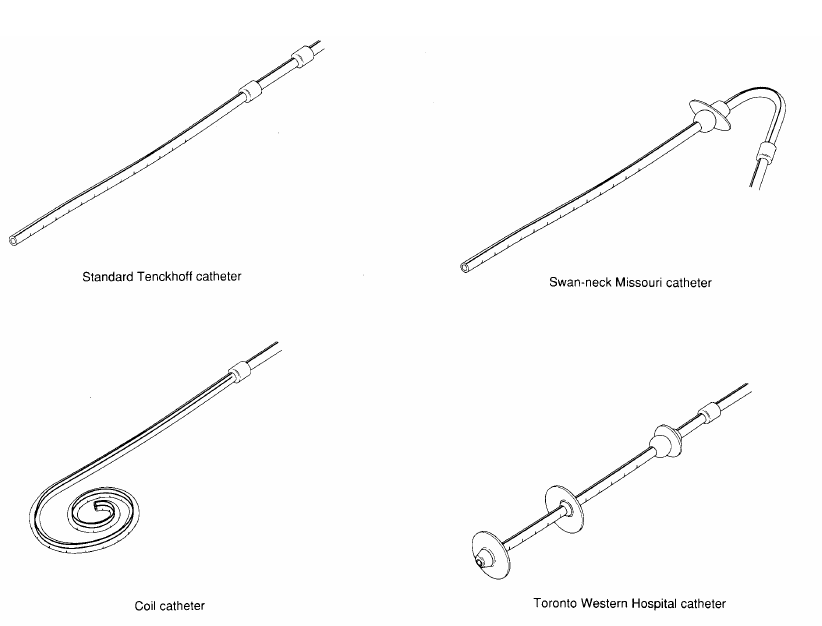 Standard Tenckhoff catheter
Swan-neck Missouri catheter
Coil catheter
Toronto Western Hospital catheter